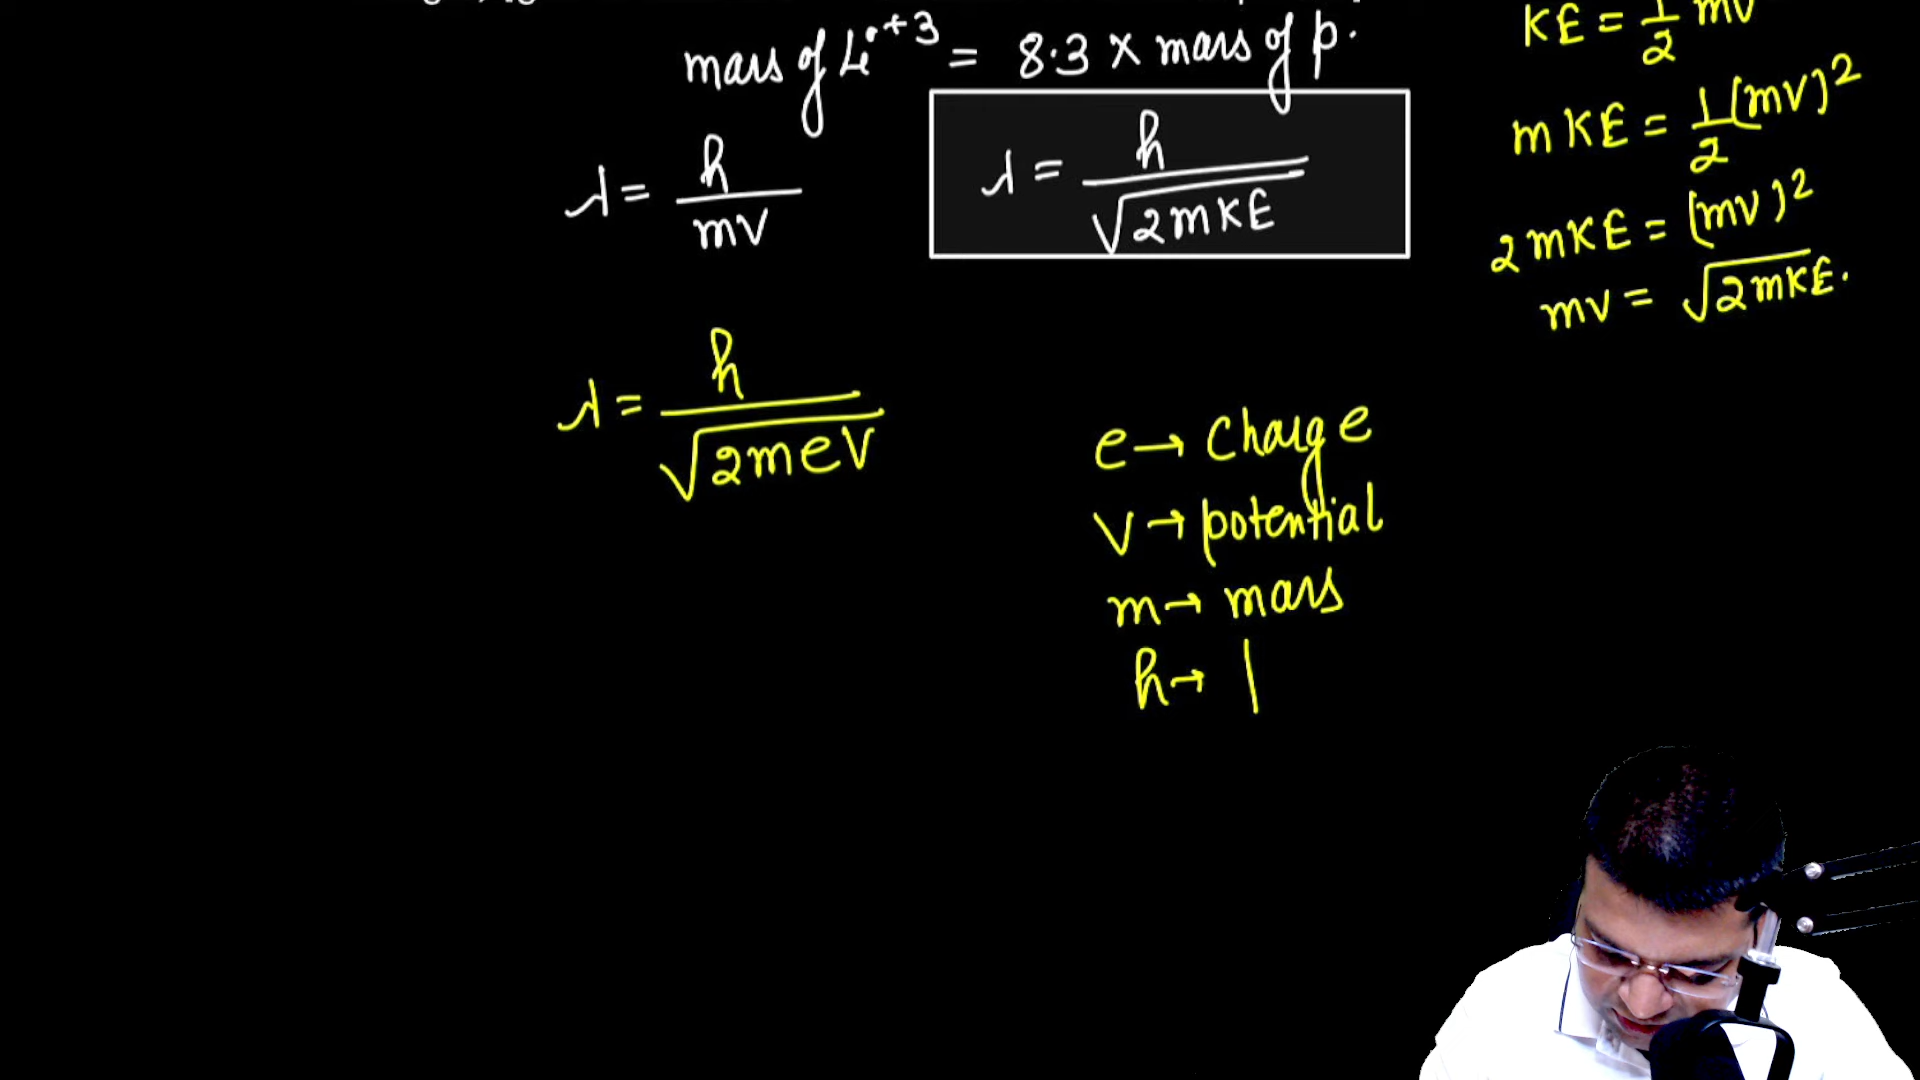 mass of Li+3 = 8.3 × mass of p.
λ = h / mv
λ = h / √2mKE
KE = 1/2 mv
mKE = 1/2 (mv)²
2mKE = (mv)²
mv = √2mKE.
λ = h / √2meV
e → charge
V → potential
m → mass
h →